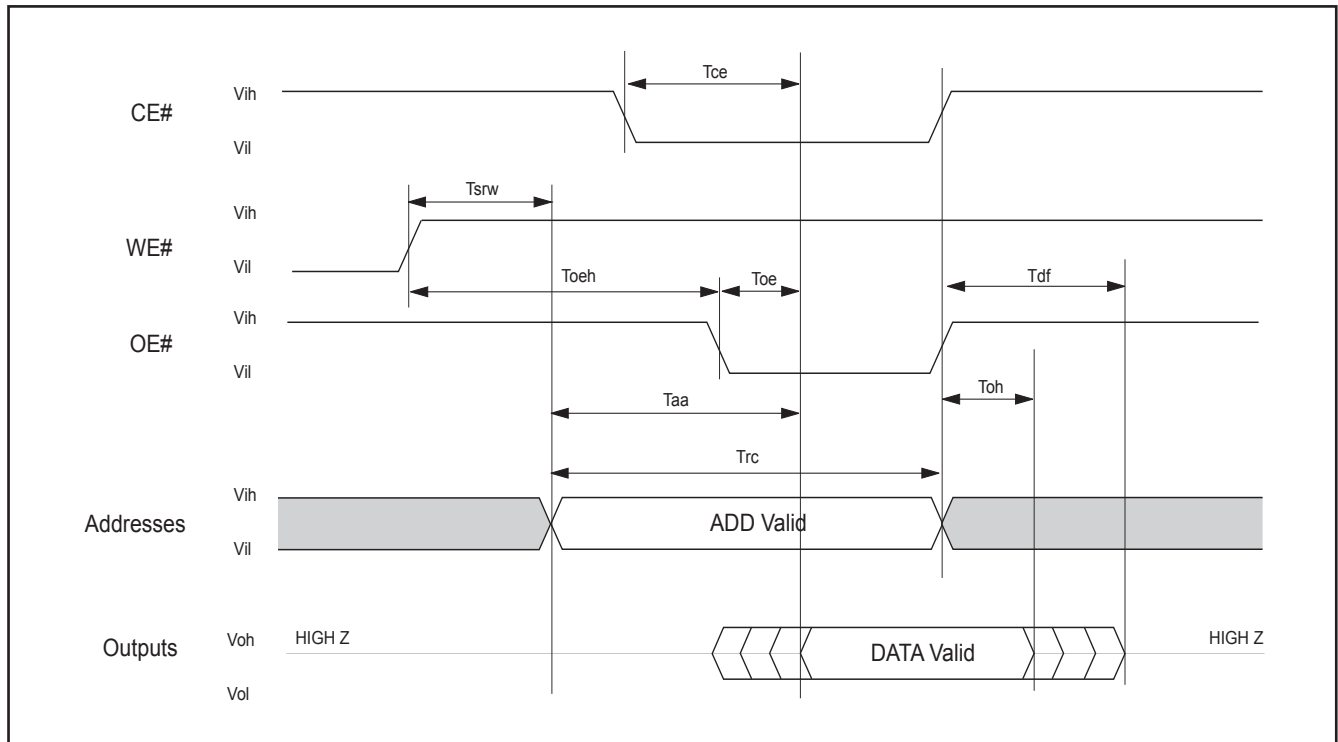 Tce
CE#
Vih
Vil
Tsrw
WE#
Vih
Vil
Toeh
Toe
Tdf
OE#
Vih
Vil
Taa
Toh
Trc
Addresses
Vih
Vil
ADD Valid
Outputs
Voh
Vol
HIGH Z
DATA Valid
HIGH Z